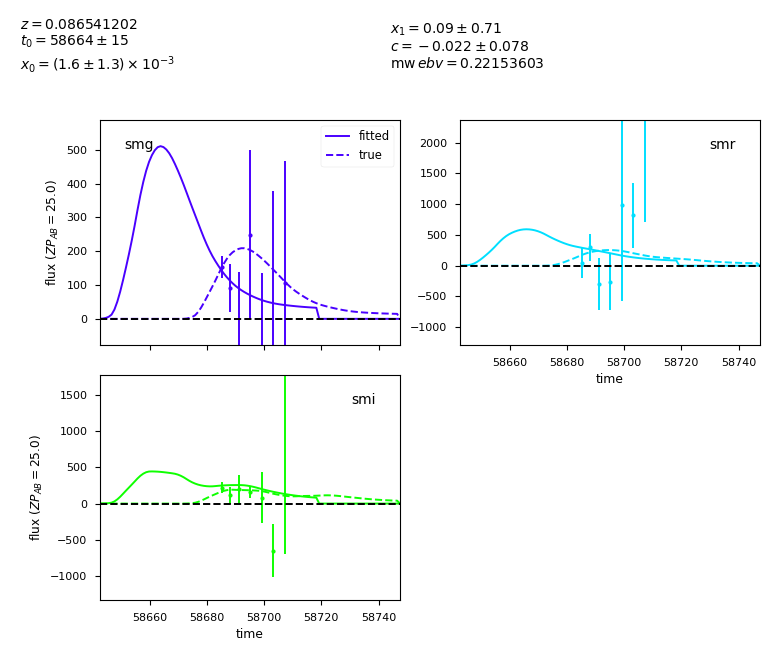 z = 0.086541202
t₀ = 58664 ± 15
x₀ = (1.6 ± 1.3) × 10⁻³
x₁ = 0.09 ± 0.71
c = −0.022 ± 0.078
mw ebv = 0.22153603
smg
fitted
true
500
400
300
200
100
0
flux (ZP_AB = 25.0)
smr
2000
1500
1000
500
0
−500
−1000
58660 58680 58700 58720 58740
time
smi
1500
1000
500
0
−500
−1000
flux (ZP_AB = 25.0)
58660 58680 58700 58720 58740
time